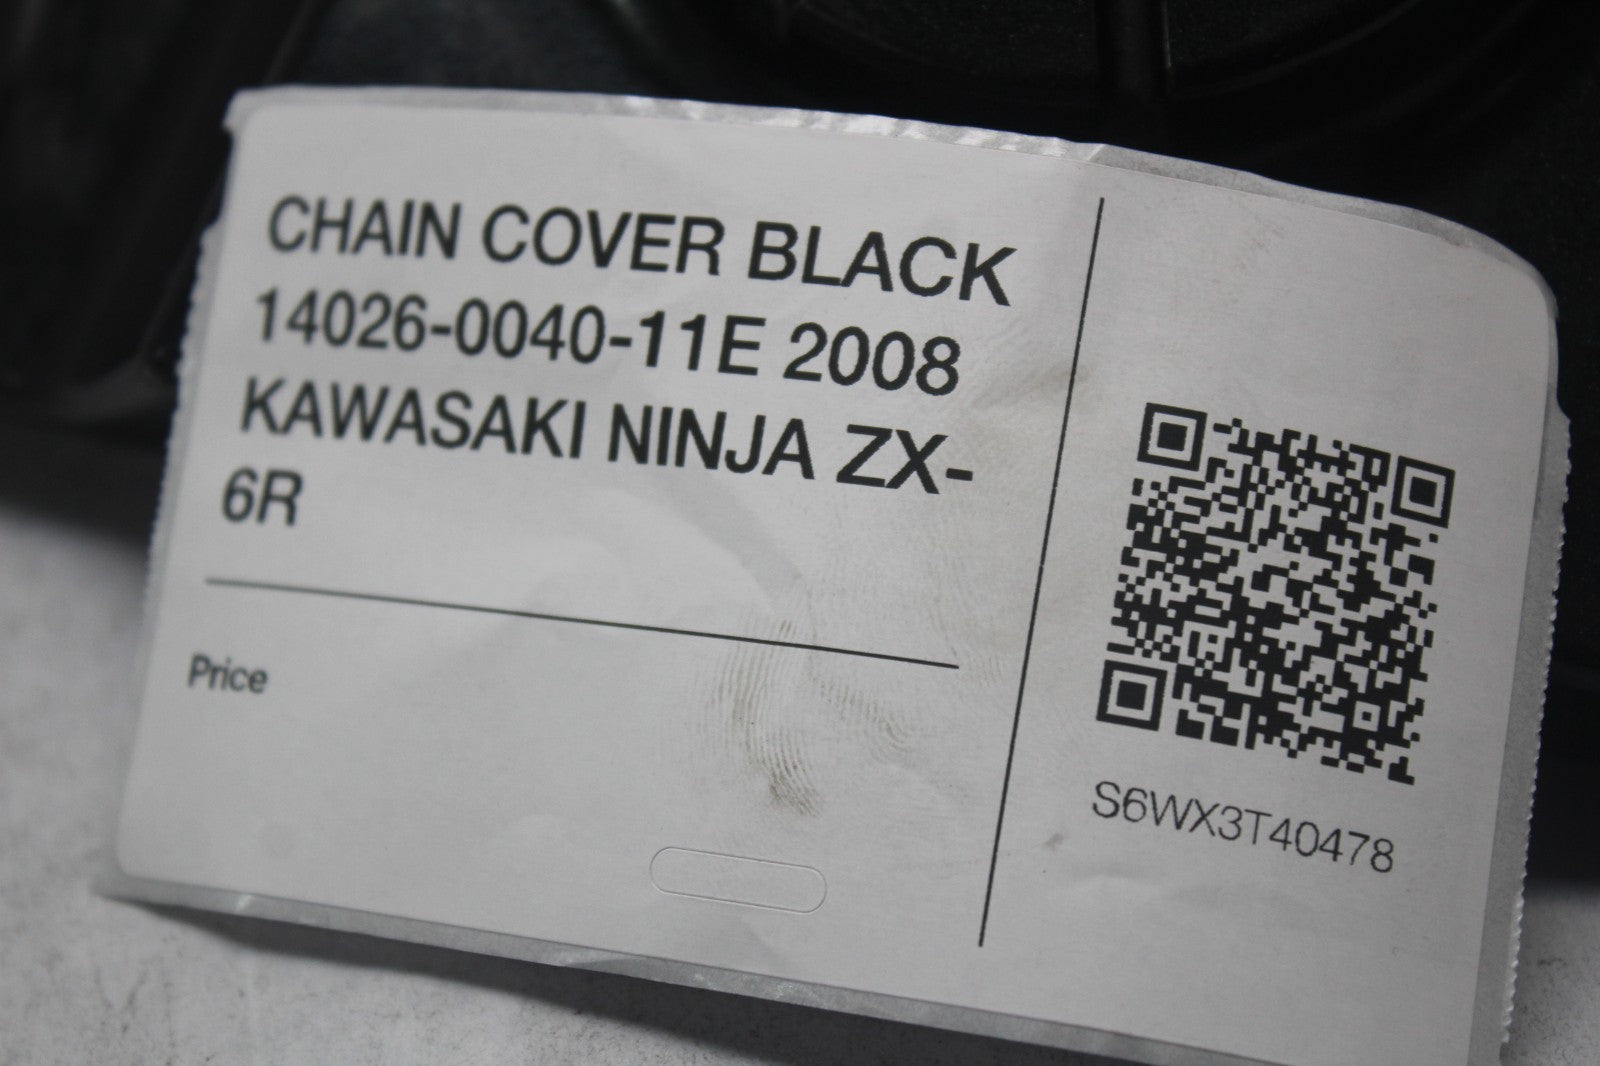 CHAIN COVER BLACK
14026-0040-11E 2008
KAWASAKI NINJA ZX-
6R
Price
S6WX3T40478